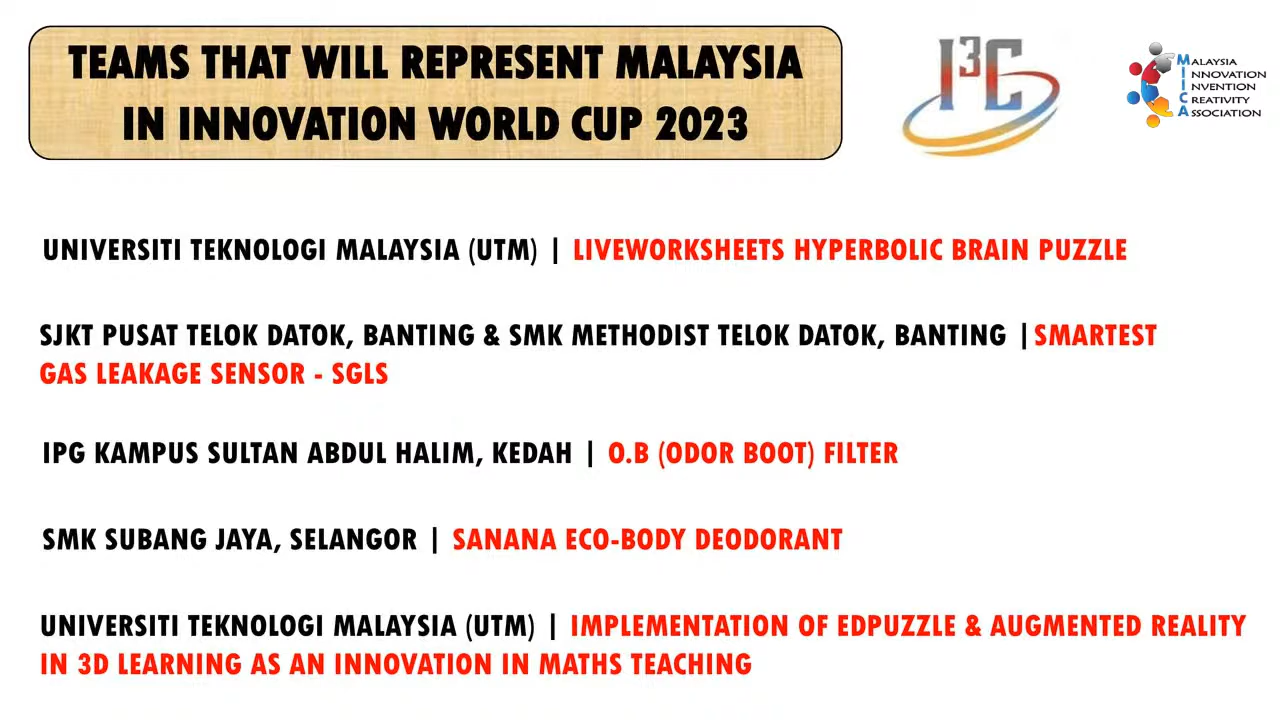 TEAMS THAT WILL REPRESENT MALAYSIA
IN INNOVATION WORLD CUP 2023
I3C
MALAYSIA
INNOVATION
INVENTION
CREATIVITY
ASSOCIATION
UNIVERSITI TEKNOLOGI MALAYSIA (UTM) | LIVEWORKSHEETS HYPERBOLIC BRAIN PUZZLE
SJKT PUSAT TELOK DATOK, BANTING & SMK METHODIST TELOK DATOK, BANTING |SMARTEST
GAS LEAKAGE SENSOR - SGLS
IPG KAMPUS SULTAN ABDUL HALIM, KEDAH | O.B (ODOR BOOT) FILTER
SMK SUBANG JAYA, SELANGOR | SANANA ECO-BODY DEODORANT
UNIVERSITI TEKNOLOGI MALAYSIA (UTM) | IMPLEMENTATION OF EDPUZZLE & AUGMENTED REALITY
IN 3D LEARNING AS AN INNOVATION IN MATHS TEACHING